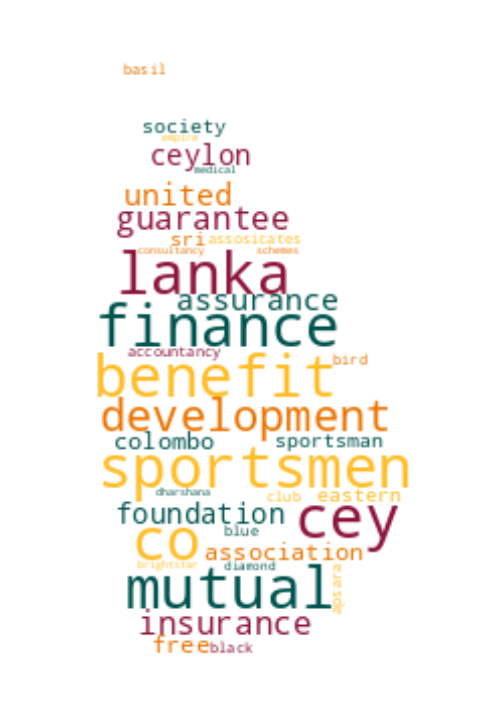 basil
society
empire
ceylon
medical
united
guarantee
sri assosicates
consultancy schemes
lanka
assurance
finance
accountancy
bird
benefit
development
colombo sportsman
sportsmen
dharshana
club eastern
foundation cey
blue
co association
brightstar diamond
apsara
mutual
insurance
free black